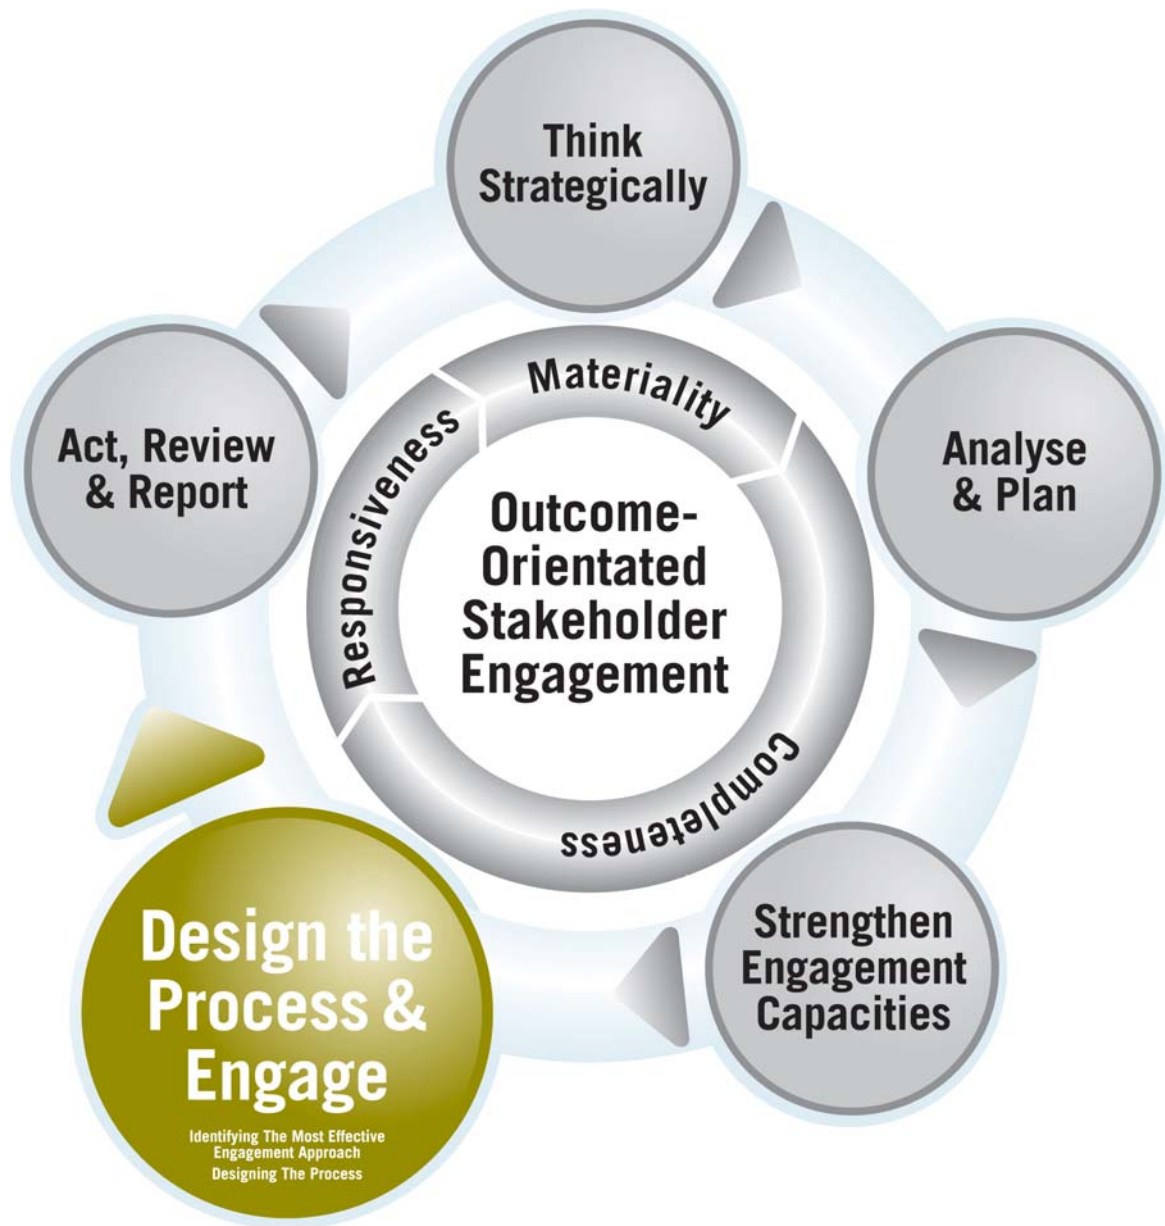 Think
Strategically
Analyse
& Plan
Strengthen
Engagement
Capacities
Design the
Process &
Engage
Identifying The Most Effective
Engagement Approach
Designing The Process
Act, Review
& Report
Materiality
Completeness
Responsiveness
Outcome-
Orientated
Stakeholder
Engagement